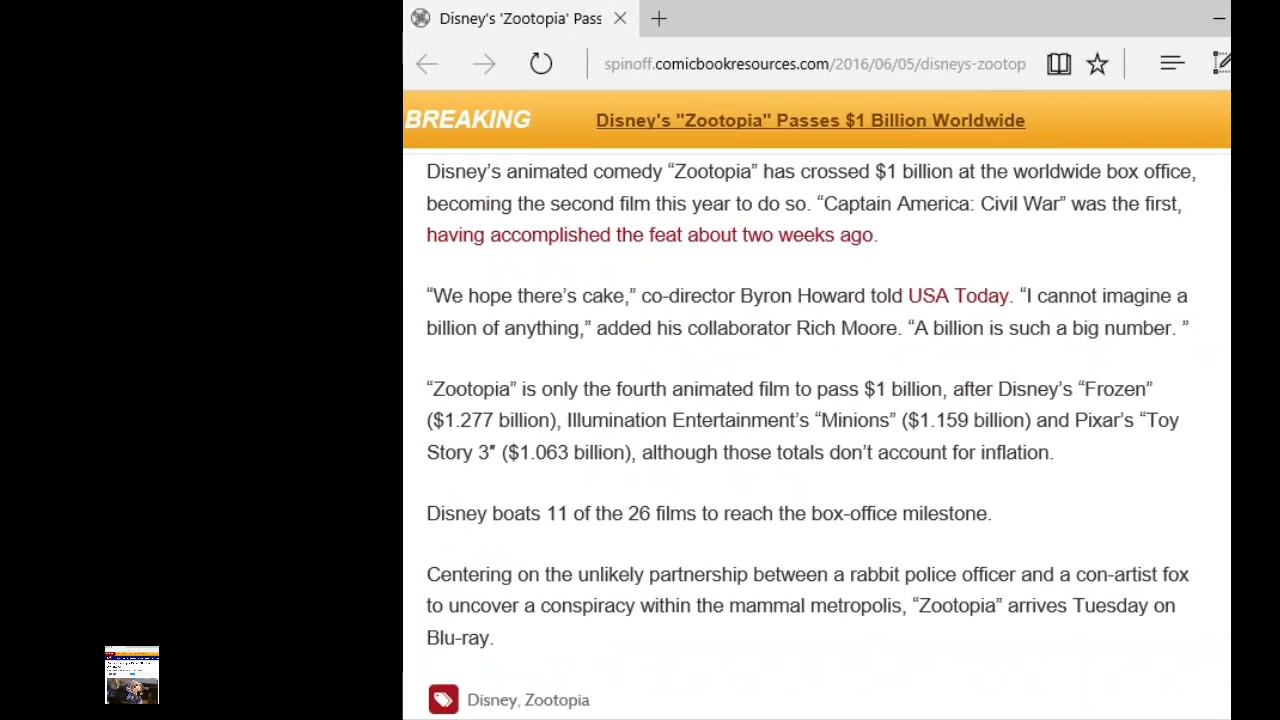 Disney's 'Zootopia' Pass
spinoff.comicbookresources.com/2016/06/05/disneys-zootop
BREAKING Disney's "Zootopia" Passes $1 Billion Worldwide
Disney’s animated comedy “Zootopia” has crossed $1 billion at the worldwide box office,
becoming the second film this year to do so. “Captain America: Civil War” was the first,
having accomplished the feat about two weeks ago.
“We hope there’s cake,” co-director Byron Howard told USA Today. “I cannot imagine a
billion of anything,” added his collaborator Rich Moore. “A billion is such a big number. ”
“Zootopia” is only the fourth animated film to pass $1 billion, after Disney’s “Frozen”
($1.277 billion), Illumination Entertainment’s “Minions” ($1.159 billion) and Pixar’s “Toy
Story 3″ ($1.063 billion), although those totals don’t account for inflation.
Disney boats 11 of the 26 films to reach the box-office milestone.
Centering on the unlikely partnership between a rabbit police officer and a con-artist fox
to uncover a conspiracy within the mammal metropolis, “Zootopia” arrives Tuesday on
Blu-ray.
Disney, Zootopia